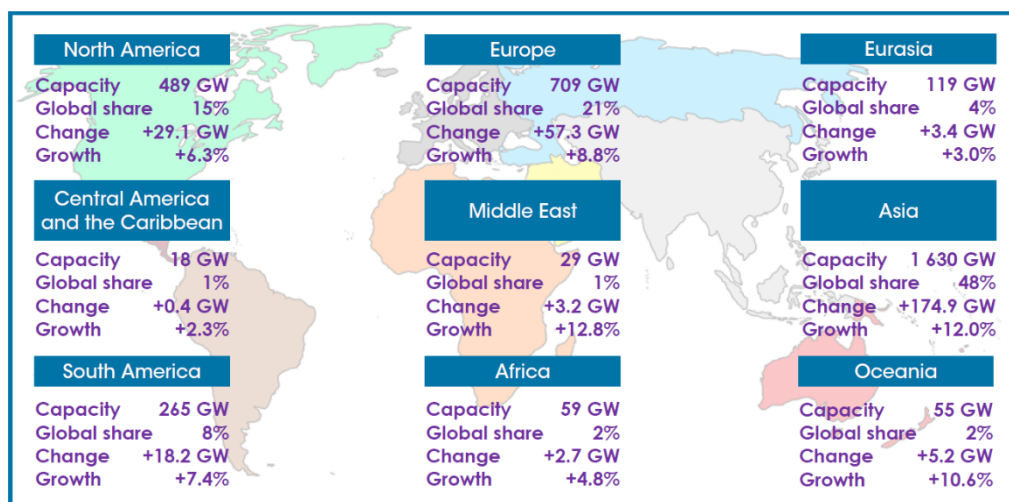 North America
Capacity 489 GW
Global share 15%
Change +29.1 GW
Growth +6.3%
Europe
Capacity 709 GW
Global share 21%
Change +57.3 GW
Growth +8.8%
Eurasia
Capacity 119 GW
Global share 4%
Change +3.4 GW
Growth +3.0%
Central America
and the Caribbean
Capacity 18 GW
Global share 1%
Change +0.4 GW
Growth +2.3%
Middle East
Capacity 29 GW
Global share 1%
Change +3.2 GW
Growth +12.8%
Asia
Capacity 1 630 GW
Global share 48%
Change +174.9 GW
Growth +12.0%
South America
Capacity 265 GW
Global share 8%
Change +18.2 GW
Growth +7.4%
Africa
Capacity 59 GW
Global share 2%
Change +2.7 GW
Growth +4.8%
Oceania
Capacity 55 GW
Global share 2%
Change +5.2 GW
Growth +10.6%